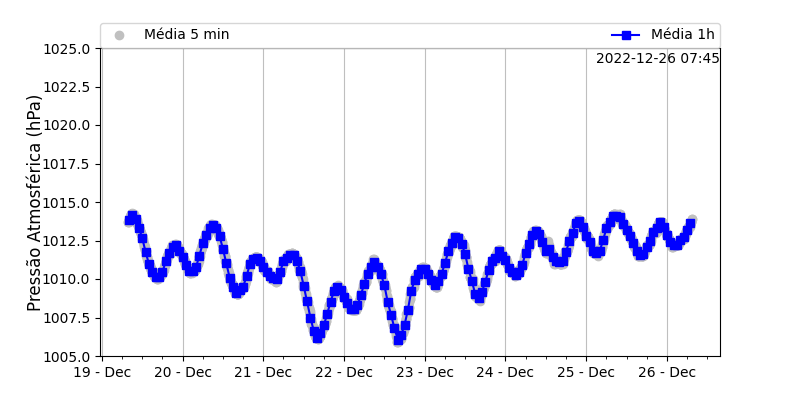 Média 5 min
Média 1h
2022-12-26 07:45
Pressão Atmosférica (hPa)
1025.0
1022.5
1020.0
1017.5
1015.0
1012.5
1010.0
1007.5
1005.0
19 - Dec 20 - Dec 21 - Dec 22 - Dec 23 - Dec 24 - Dec 25 - Dec 26 - Dec